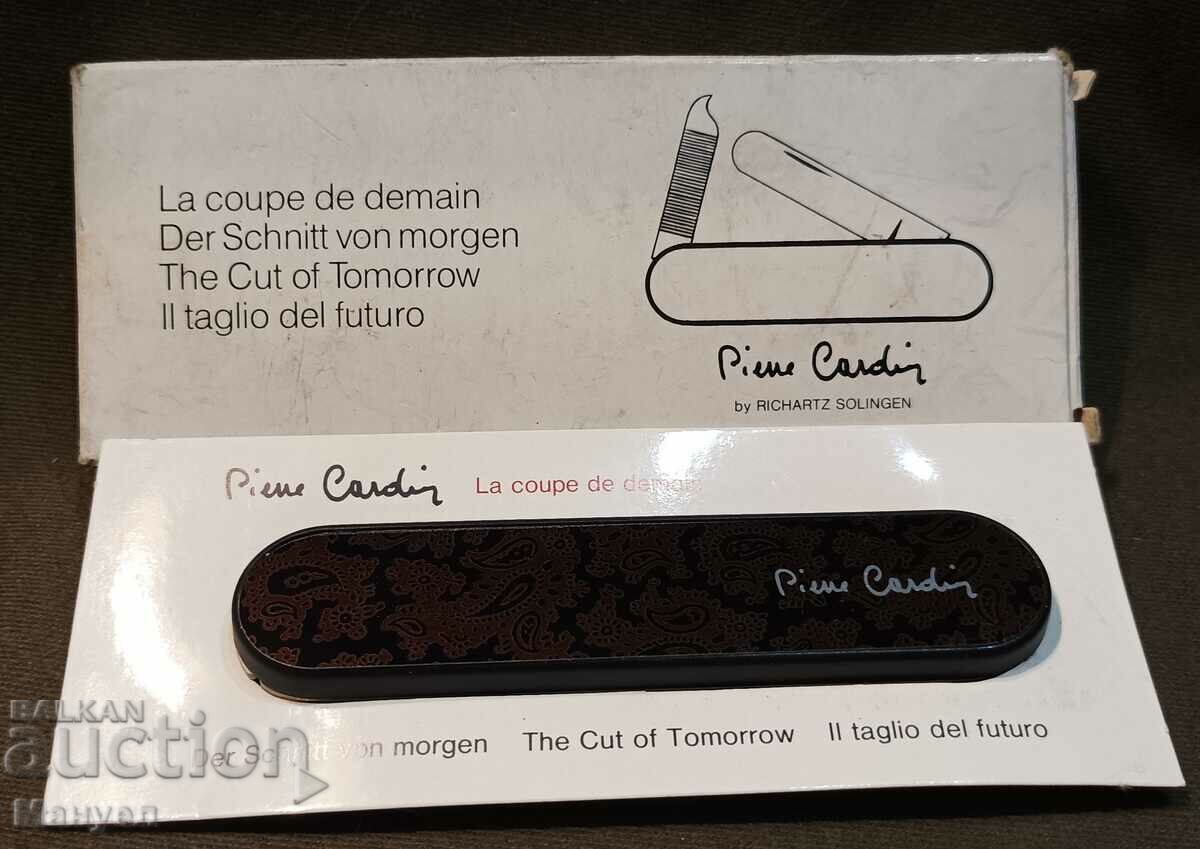 La coupe de demain
Der Schnitt von morgen
The Cut of Tomorrow
Il taglio del futuro
Pierre Cardin
by RICHARTZ SOLINGEN
Pierre Cardin La coupe de demain
Pierre Cardin
Der Schnitt von morgen The Cut of Tomorrow Il taglio del futuro
BALKAN
auction
Мануел